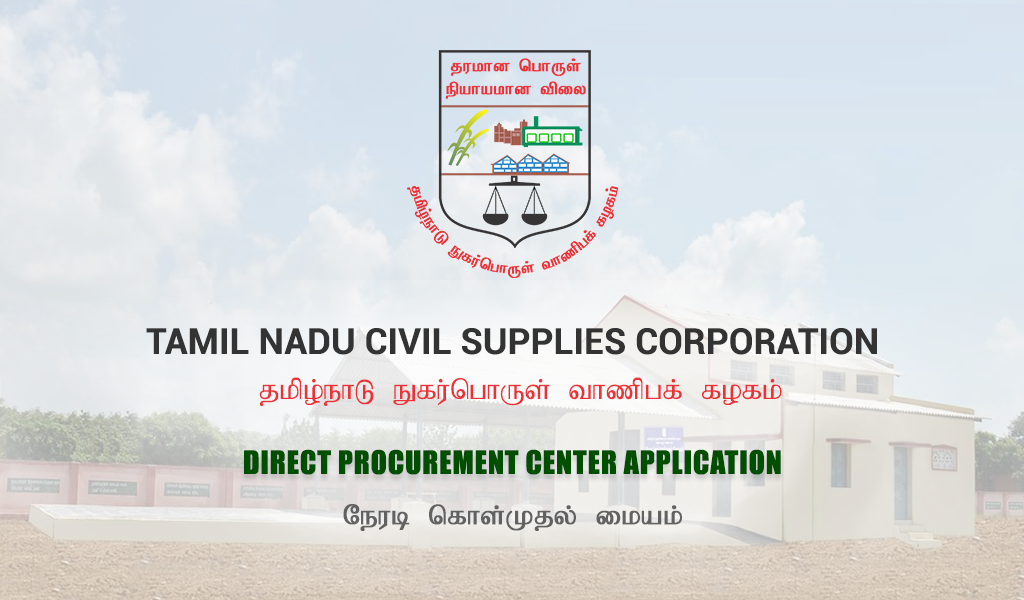 தரமான பொருள்
நியாயமான விலை
தமிழ்நாடு நுகர்பொருள் வாணிபக் கழகம்
TAMIL NADU CIVIL SUPPLIES CORPORATION
தமிழ்நாடு நுகர்பொருள் வாணிபக் கழகம்
DIRECT PROCUREMENT CENTER APPLICATION
நேரடி கொள்முதல் மையம்